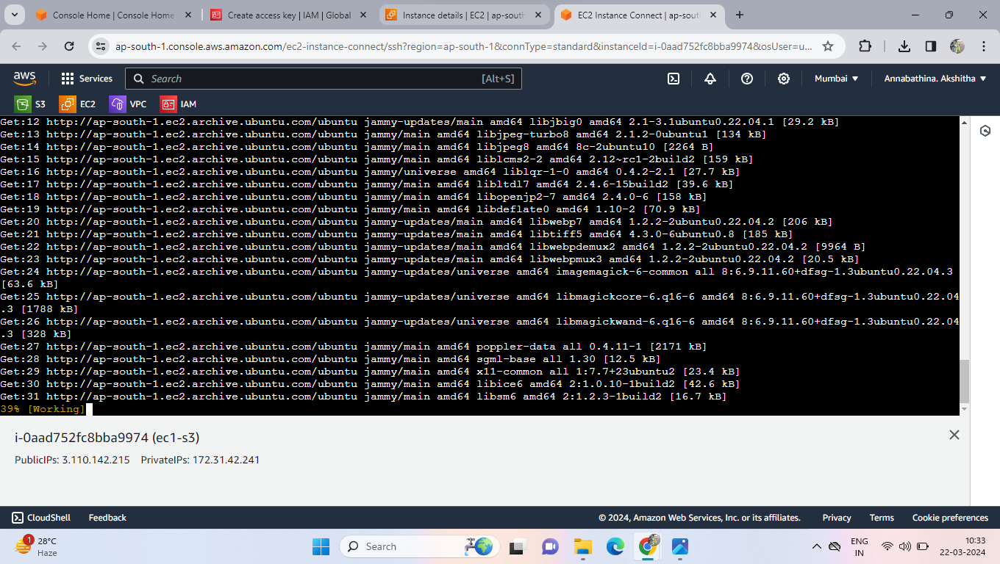 Console Home | Console Home
Create access key | IAM | Global
Instance details | EC2 | ap-south
EC2 Instance Connect | ap-sout
ap-south-1.console.aws.amazon.com/ec2-instance-connect/ssh?region=ap-south-1&connType=standard&instanceId=i-0aad752fc8bba9974&osUser=u...
aws Services Search [Alt+S] Mumbai Annabathina. Akshitha
S3 EC2 VPC IAM
Get:12 http://ap-south-1.ec2.archive.ubuntu.com/ubuntu jammy-updates/main amd64 libjbig0 amd64 2.1-3.1ubuntu0.22.04.1 [29.2 kB]
Get:13 http://ap-south-1.ec2.archive.ubuntu.com/ubuntu jammy/main amd64 libjpeg-turbo8 amd64 2.1.2-0ubuntu1 [134 kB]
Get:14 http://ap-south-1.ec2.archive.ubuntu.com/ubuntu jammy/main amd64 libjpeg8 amd64 8c-2ubuntu10 [2264 B]
Get:15 http://ap-south-1.ec2.archive.ubuntu.com/ubuntu jammy/main amd64 liblcms2-2 amd64 2.12~rc1-2build2 [159 kB]
Get:16 http://ap-south-1.ec2.archive.ubuntu.com/ubuntu jammy/universe amd64 liblqr-1-0 amd64 0.4.2-2.1 [27.7 kB]
Get:17 http://ap-south-1.ec2.archive.ubuntu.com/ubuntu jammy/main amd64 libltdl7 amd64 2.4.6-15build2 [39.6 kB]
Get:18 http://ap-south-1.ec2.archive.ubuntu.com/ubuntu jammy/main amd64 libopenjp2-7 amd64 2.4.0-6 [158 kB]
Get:19 http://ap-south-1.ec2.archive.ubuntu.com/ubuntu jammy/main amd64 libdeflate0 amd64 1.10-2 [70.9 kB]
Get:20 http://ap-south-1.ec2.archive.ubuntu.com/ubuntu jammy-updates/main amd64 libwebp7 amd64 1.2.2-2ubuntu0.22.04.2 [206 kB]
Get:21 http://ap-south-1.ec2.archive.ubuntu.com/ubuntu jammy-updates/main amd64 libtiff5 amd64 4.3.0-6ubuntu0.8 [185 kB]
Get:22 http://ap-south-1.ec2.archive.ubuntu.com/ubuntu jammy-updates/main amd64 libwebpdemux2 amd64 1.2.2-2ubuntu0.22.04.2 [9964 B]
Get:23 http://ap-south-1.ec2.archive.ubuntu.com/ubuntu jammy-updates/main amd64 libwebpmux3 amd64 1.2.2-2ubuntu0.22.04.2 [20.5 kB]
Get:24 http://ap-south-1.ec2.archive.ubuntu.com/ubuntu jammy-updates/universe amd64 imagemagick-6-common all 8:6.9.11.60+dfsg-1.3ubuntu0.22.04.3
[63.6 kB]
Get:25 http://ap-south-1.ec2.archive.ubuntu.com/ubuntu jammy-updates/universe amd64 libmagickcore-6.q16-6 amd64 8:6.9.11.60+dfsg-1.3ubuntu0.22.04
.3 [1788 kB]
Get:26 http://ap-south-1.ec2.archive.ubuntu.com/ubuntu jammy-updates/universe amd64 libmagickwand-6.q16-6 amd64 8:6.9.11.60+dfsg-1.3ubuntu0.22.04
.3 [328 kB]
Get:27 http://ap-south-1.ec2.archive.ubuntu.com/ubuntu jammy/main amd64 poppler-data all 0.4.11-1 [2171 kB]
Get:28 http://ap-south-1.ec2.archive.ubuntu.com/ubuntu jammy/main amd64 sgml-base all 1.30 [12.5 kB]
Get:29 http://ap-south-1.ec2.archive.ubuntu.com/ubuntu jammy/main amd64 x11-common all 1:7.7+23ubuntu2 [23.4 kB]
Get:30 http://ap-south-1.ec2.archive.ubuntu.com/ubuntu jammy/main amd64 libice6 amd64 2:1.0.10-1build2 [42.6 kB]
Get:31 http://ap-south-1.ec2.archive.ubuntu.com/ubuntu jammy/main amd64 libsm6 amd64 2:1.2.3-1build2 [16.7 kB]
39% [Working]
i-0aad752fc8bba9974 (ec1-s3)
PublicIPs: 3.110.142.215 PrivateIPs: 172.31.42.241
CloudShell Feedback © 2024, Amazon Web Services, Inc. or its affiliates. Privacy Terms Cookie preferences
1
28°C
Haze
Search
ENG
IN
10:33
22-03-2024